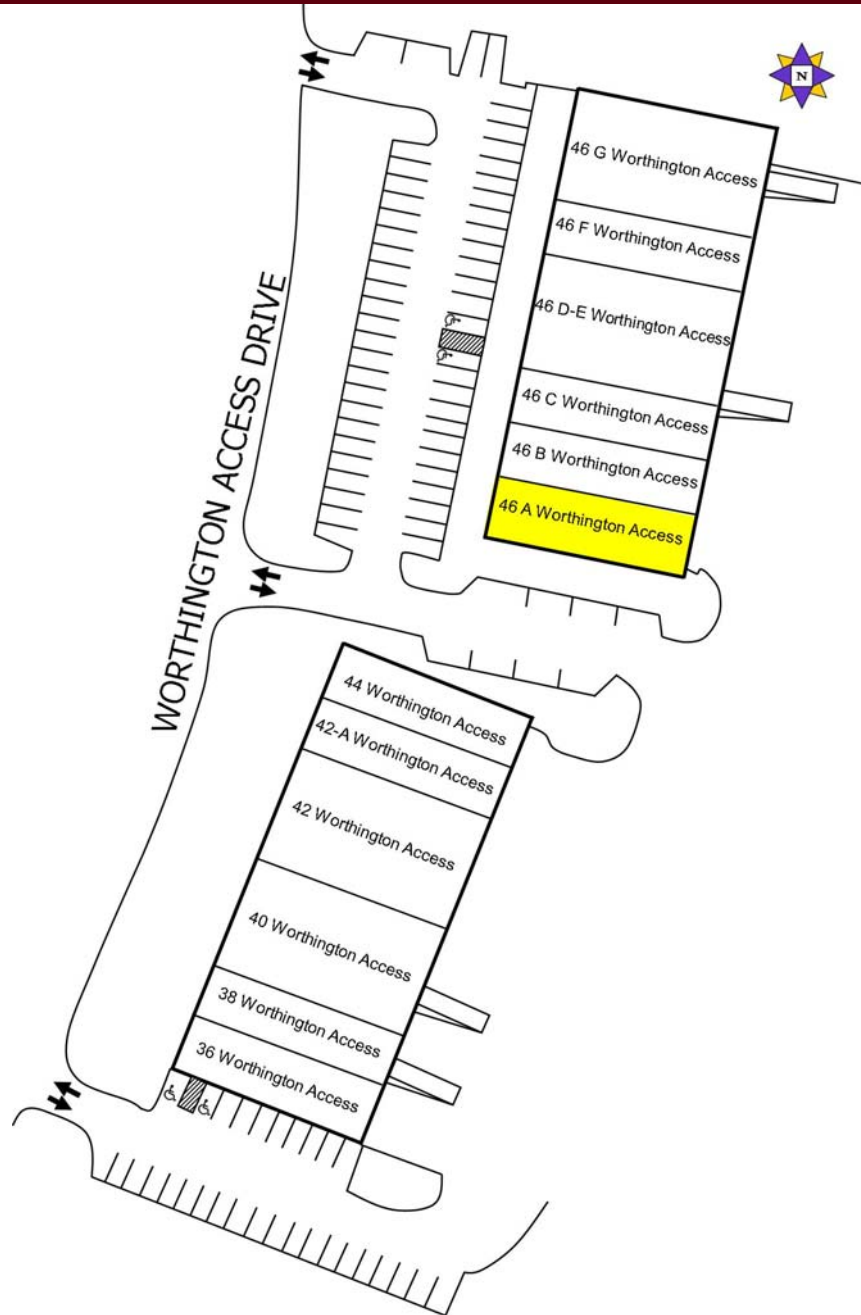 N
46 G Worthington Access
46 F Worthington Access
46 D-E Worthington Access
46 C Worthington Access
46 B Worthington Access
46 A Worthington Access
WORTHINGTON ACCESS DRIVE
44 Worthington Access
42-A Worthington Access
42 Worthington Access
40 Worthington Access
38 Worthington Access
36 Worthington Access